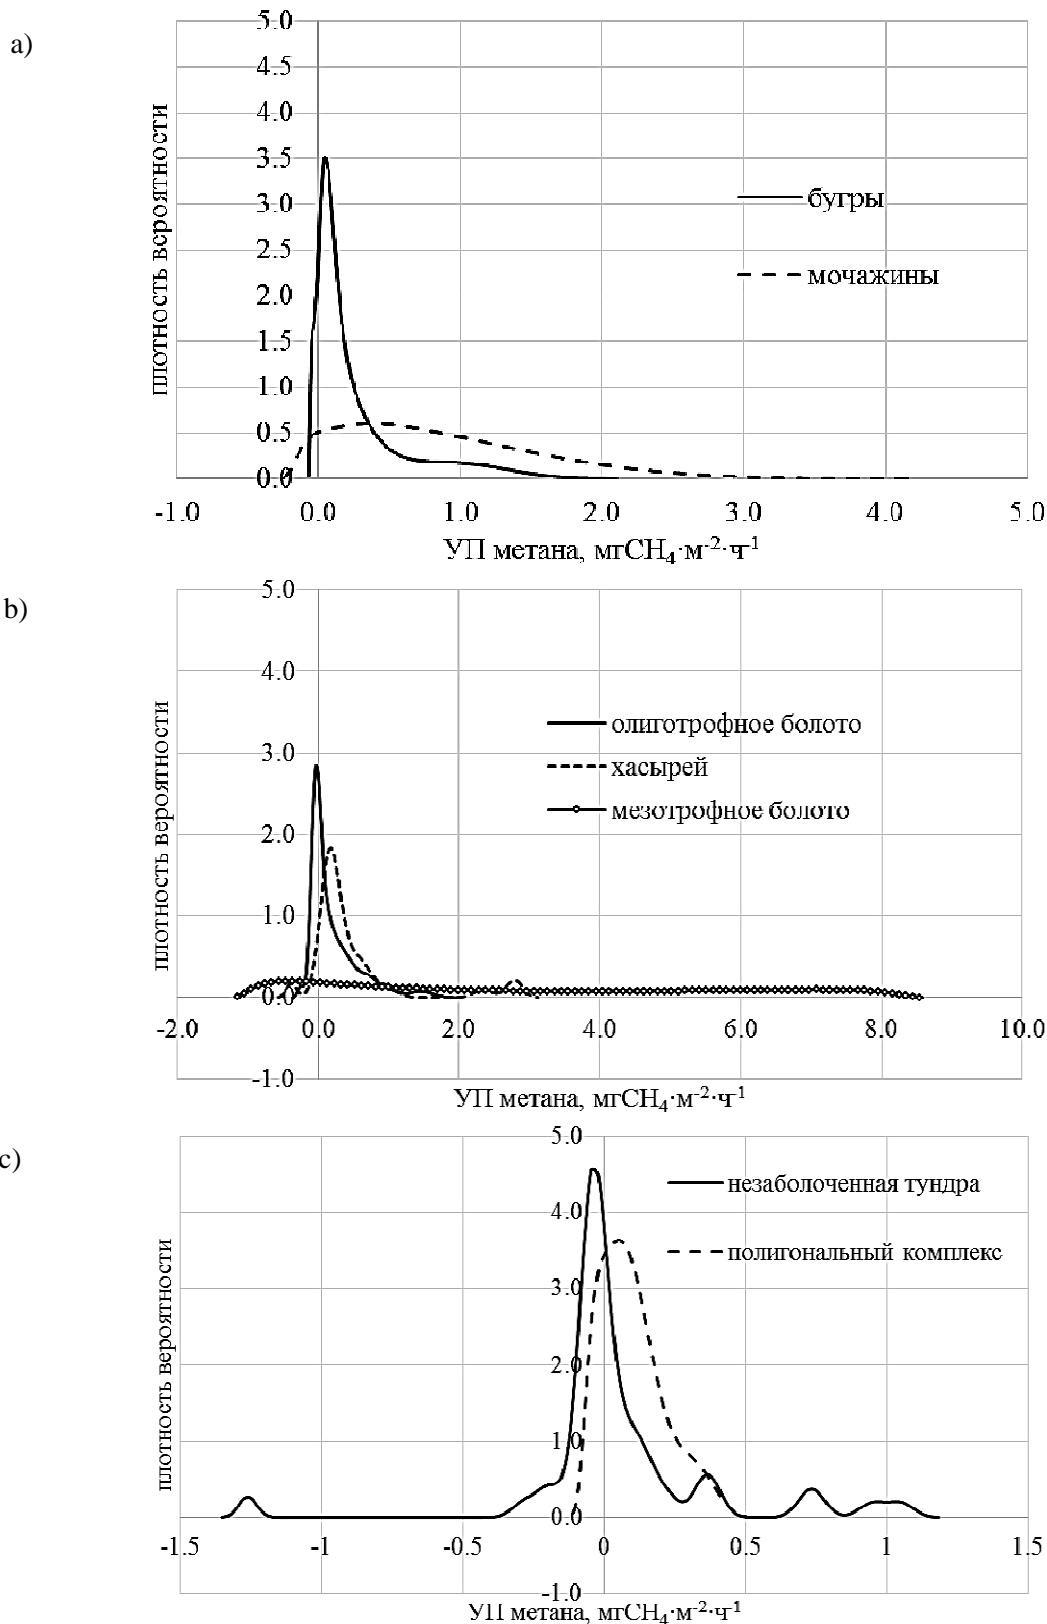 a)
плотность вероятности
5.0
4.5
4.0
3.5
3.0
2.5
2.0
1.5
1.0
0.5
0.0
бугры
мочажины
-1.0 0.0 1.0 2.0 3.0 4.0 5.0
УП метана, мгCH₄·м⁻²·ч⁻¹
b)
плотность вероятности
5.0
4.0
3.0
2.0
1.0
0.0
-1.0
олиготрофное болото
хасырей
мезотрофное болото
-2.0 0.0 2.0 4.0 6.0 8.0 10.0
УП метана, мгCH₄·м⁻²·ч⁻¹
c)
плотность вероятности
5.0
4.0
3.0
2.0
1.0
0.0
-1.0
незаболоченная тундра
полигональный комплекс
-1.5 -1 -0.5 0 0.5 1 1.5
УП метана, мгCH₄·м⁻²·ч⁻¹